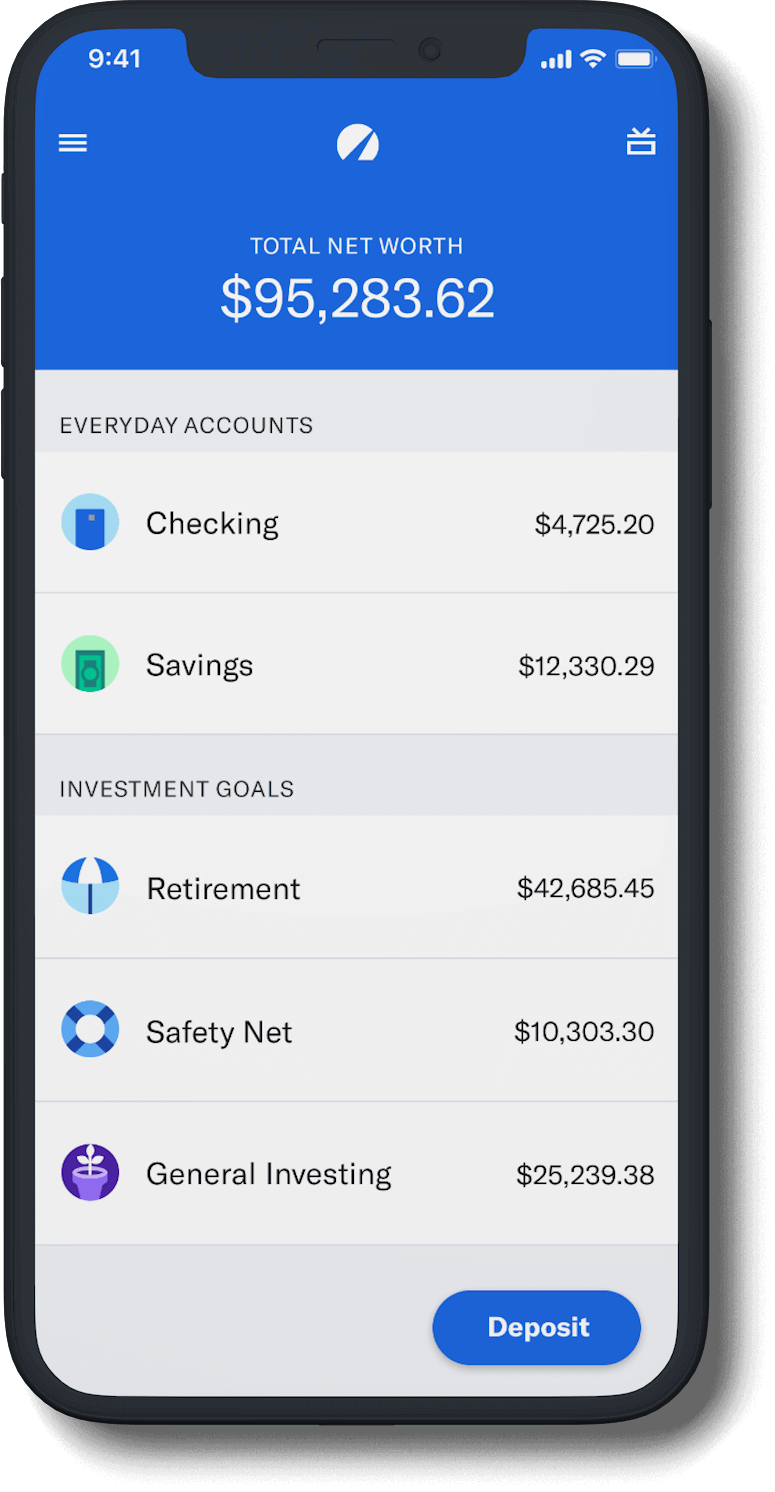 9:41
TOTAL NET WORTH
$95,283.62
EVERYDAY ACCOUNTS
Checking $4,725.20
Savings $12,330.29
INVESTMENT GOALS
Retirement $42,685.45
Safety Net $10,303.30
General Investing $25,239.38
Deposit